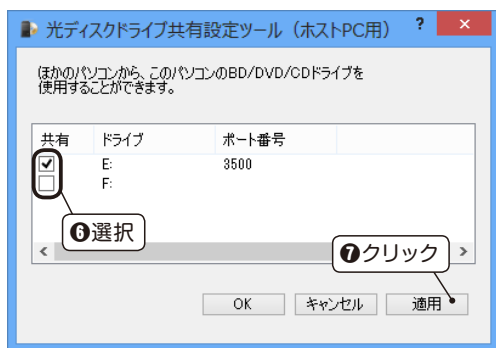 光ディスクドライブ共有設定ツール（ホストPC用） ? ×
ほかのパソコンから、このパソコンのBD/DVD/CDドライブを
使用することができます。
共有 ドライブ ポート番号
E: 3500
F:
❻選択
❼クリック
OK キャンセル 適用